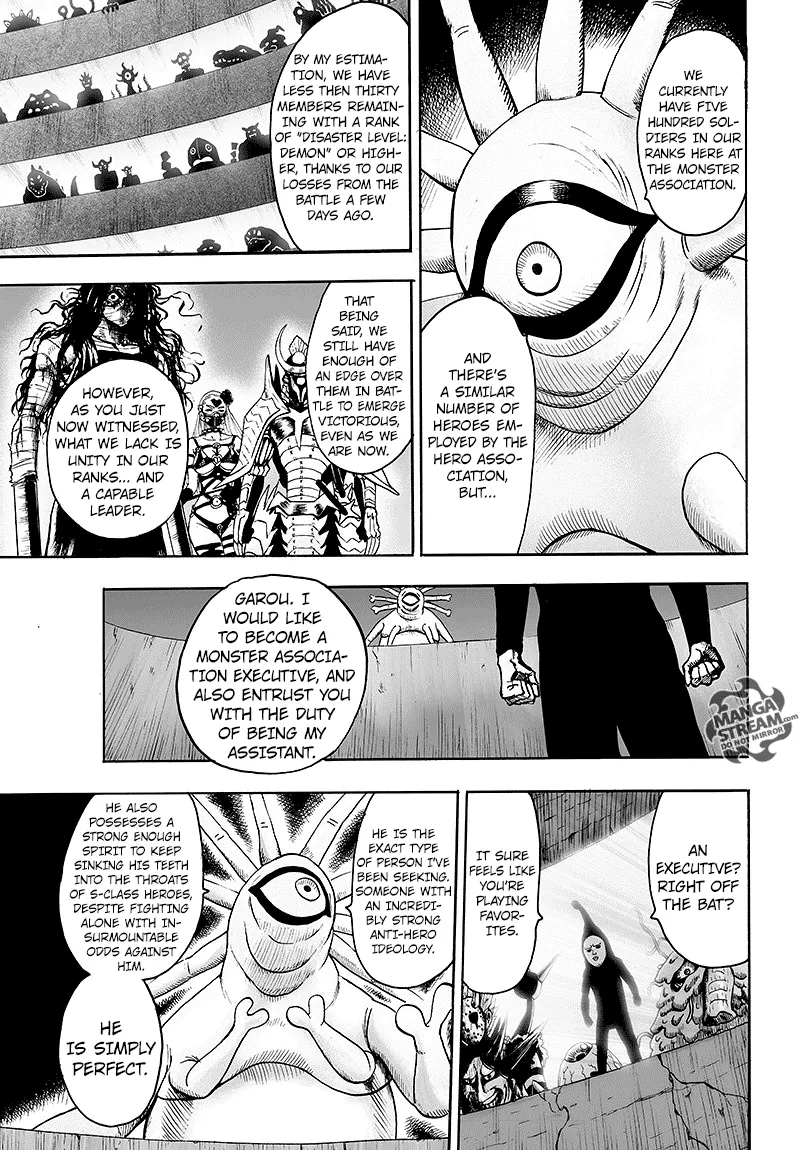 WE
CURRENTLY
HAVE FIVE
HUNDRED SOL-
DIERS IN OUR
RANKS HERE AT
THE MONSTER
ASSOCIATION.
AND
THERE'S
A SIMILAR
NUMBER OF
HEROES EM-
PLOYED BY THE
HERO ASSO-
CIATION,
BUT...
BY MY
ESTIMA-
TION, WE HAVE
LESS THEN THIRTY
MEMBERS REMAIN-
ING WITH A RANK
OF "DISASTER LEVEL:
DEMON" OR HIGH-
ER, THANKS TO OUR
LOSSES FROM THE
BATTLE A FEW
DAYS AGO.
THAT
BEING
SAID, WE
STILL HAVE
ENOUGH OF
AN EDGE OVER
THEM IN BAT-
TLE TO EMERGE
VICTORIOUS,
EVEN AS WE
ARE NOW.
HOWEVER,
AS YOU JUST
NOW WITNESSED,
WHAT WE LACK IS
UNITY IN OUR
RANKS... AND
A CAPABLE
LEADER.
GAROU. I
WOULD LIKE
TO BECOME A
MONSTER ASSOCIA-
TION EXECUTIVE, AND
ALSO ENTRUST YOU
WITH THE DUTY
OF BEING MY
ASSISTANT.
MANGA
STREAM.com
DO NOT MIRROR
AN
EXECUTIVE?
RIGHT OFF
THE BAT?
IT SURE
FEELS LIKE
YOU'RE
PLAYING
FAVOR-
ITES.
HE IS THE
EXACT TYPE
OF PERSON I'VE
BEEN SEEKING.
SOMEONE WITH
AN INCRED-
IBLY STRONG
ANTI-HERO
IDEOLOGY.
HE ALSO
POSSESSES A
STRONG ENOUGH
SPIRIT TO KEEP
SINKING HIS TEETH
INTO THE THROATS
OF S-CLASS HEROES,
DESPITE FIGHTING
ALONE WITH IN-
SURMOUNTABLE
ODDS AGAINST
HIM.
HE
IS SIMPLY
PERFECT.